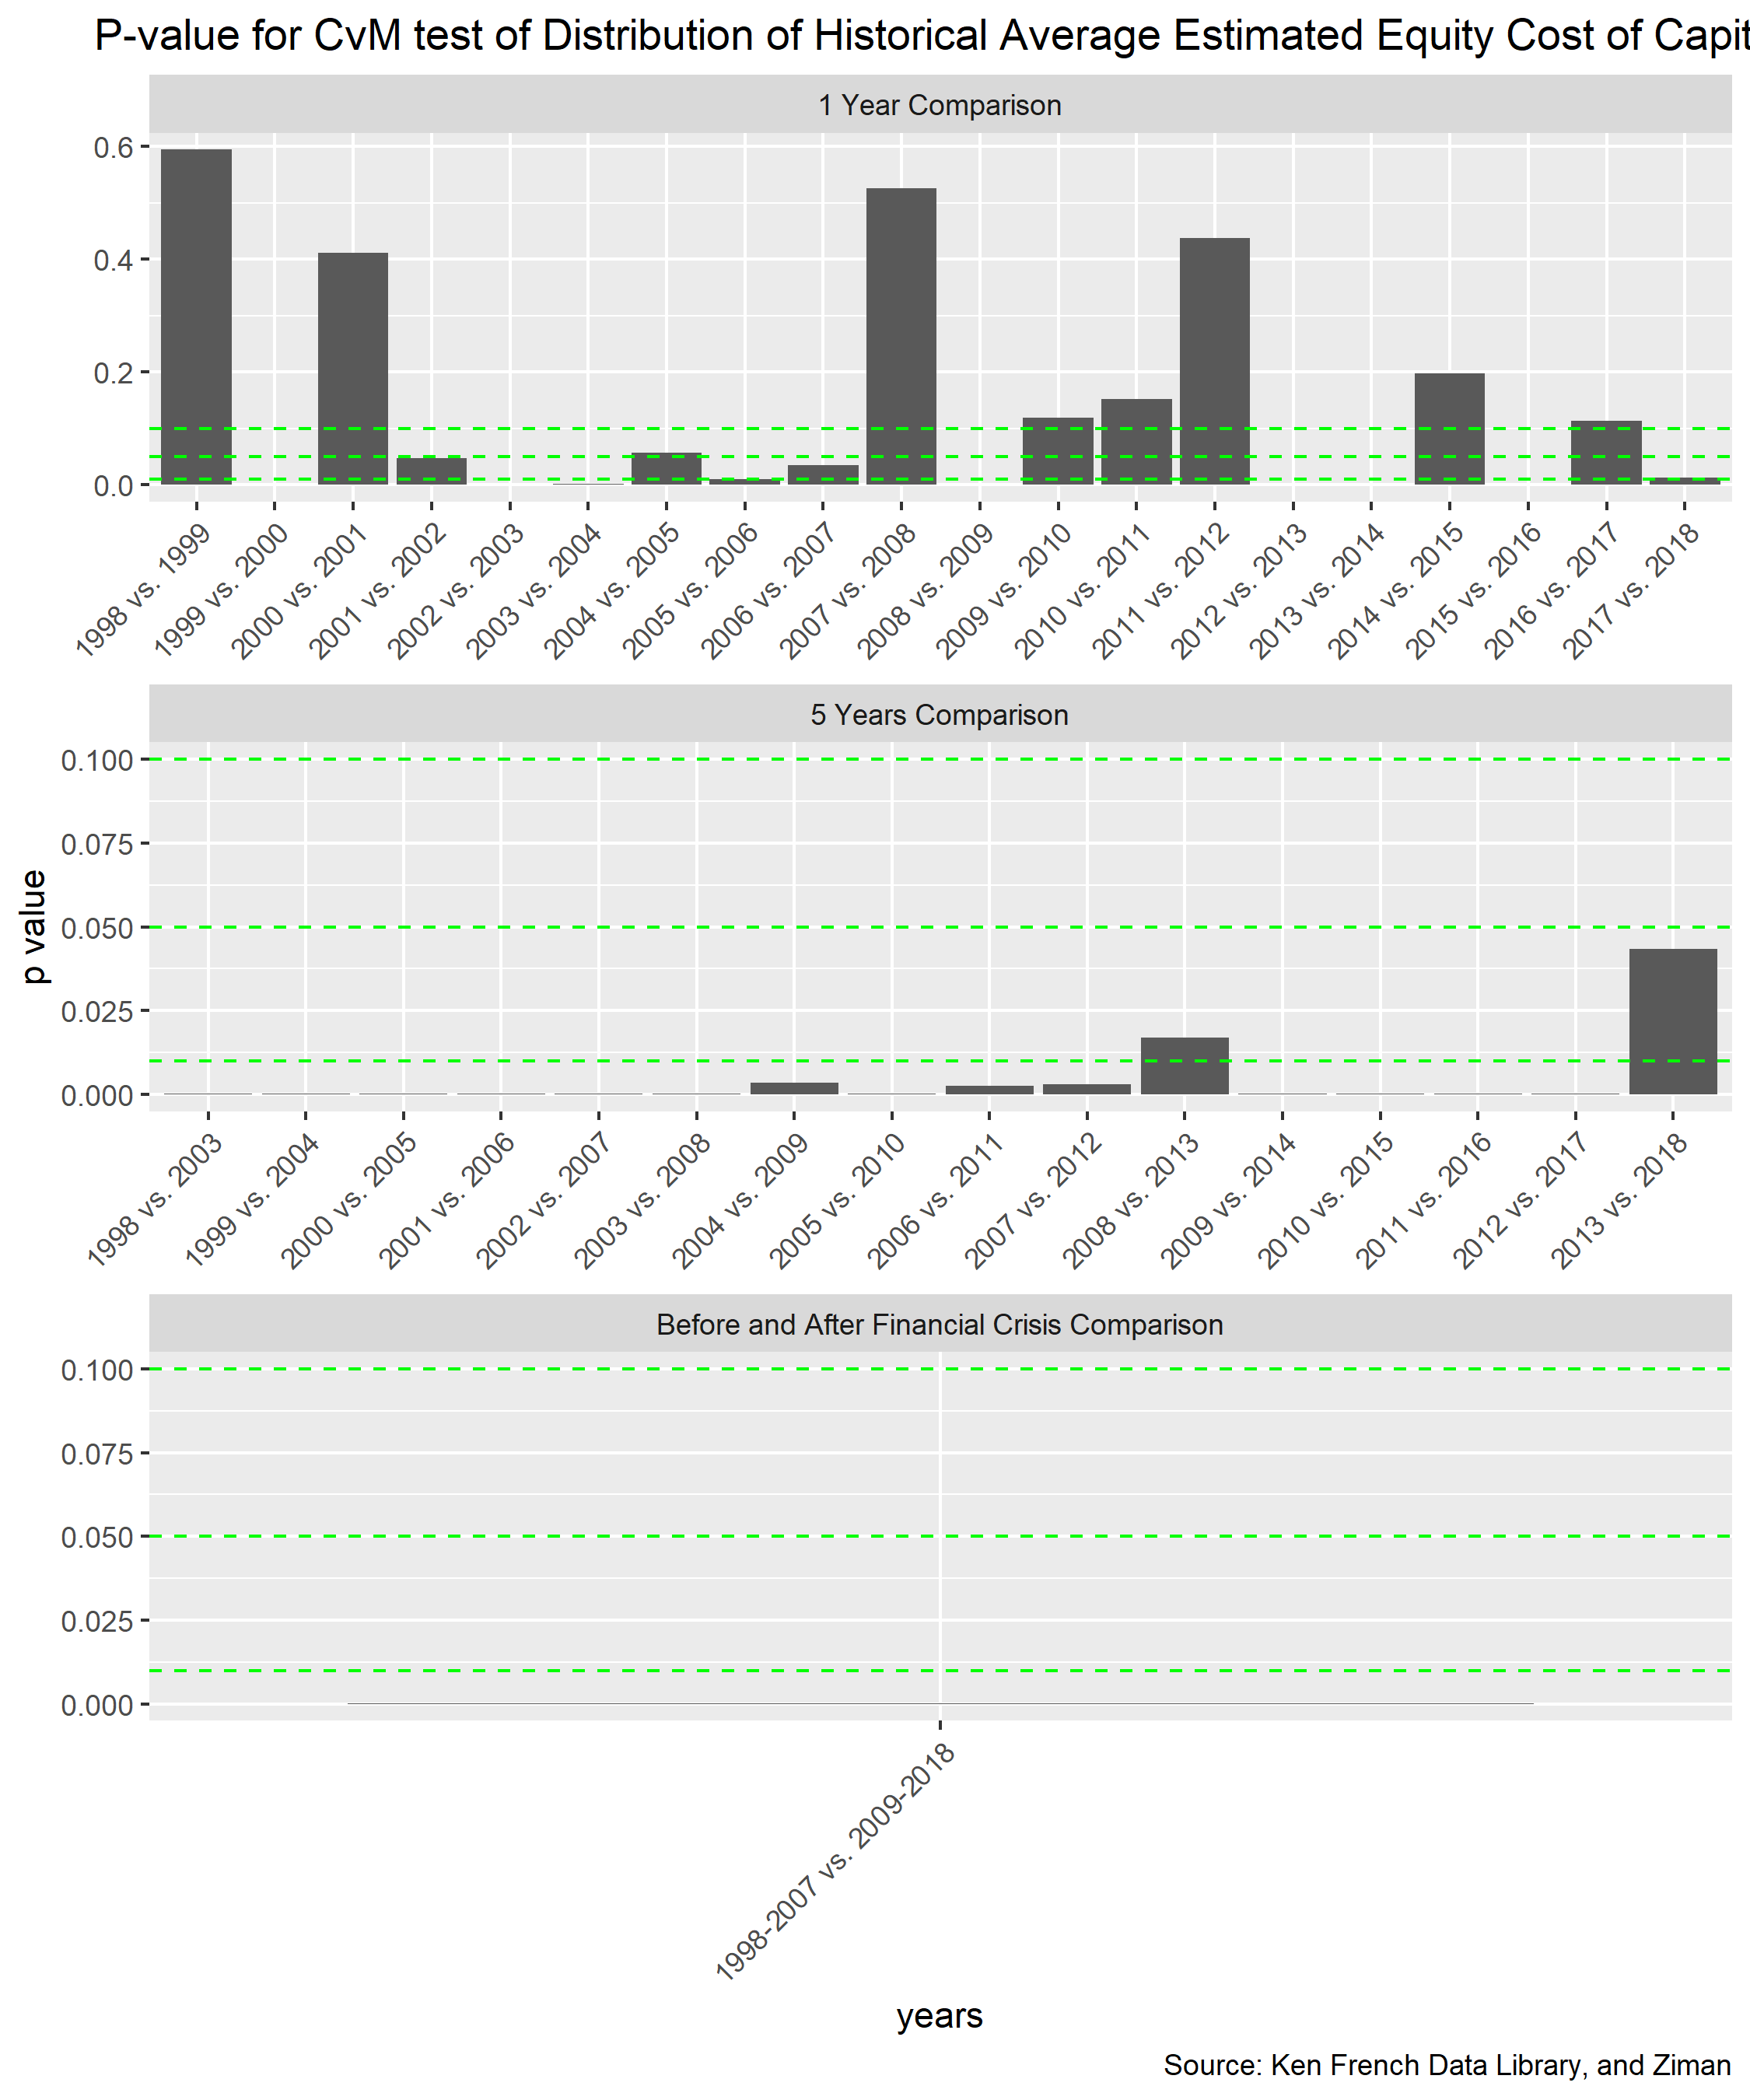 P-value for CvM test of Distribution of Historical Average Estimated Equity Cost of Capit
1 Year Comparison
0.6
0.4
0.2
0.0
1998 vs. 1999
1999 vs. 2000
2000 vs. 2001
2001 vs. 2002
2002 vs. 2003
2003 vs. 2004
2004 vs. 2005
2005 vs. 2006
2006 vs. 2007
2007 vs. 2008
2008 vs. 2009
2009 vs. 2010
2010 vs. 2011
2011 vs. 2012
2012 vs. 2013
2013 vs. 2014
2014 vs. 2015
2015 vs. 2016
2016 vs. 2017
2017 vs. 2018
5 Years Comparison
p value
0.100
0.075
0.050
0.025
0.000
1998 vs. 2003
1999 vs. 2004
2000 vs. 2005
2001 vs. 2006
2002 vs. 2007
2003 vs. 2008
2004 vs. 2009
2005 vs. 2010
2006 vs. 2011
2007 vs. 2012
2008 vs. 2013
2009 vs. 2014
2010 vs. 2015
2011 vs. 2016
2012 vs. 2017
2013 vs. 2018
Before and After Financial Crisis Comparison
0.100
0.075
0.050
0.025
0.000
1998-2007 vs. 2009-2018
years
Source: Ken French Data Library, and Ziman